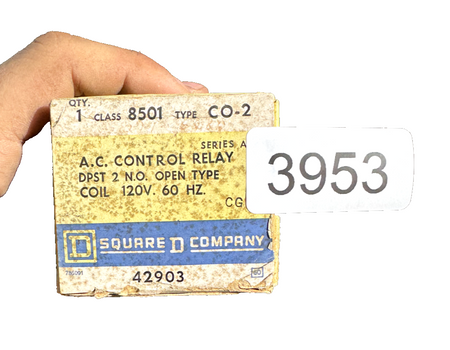 QTY.
1 CLASS 8501 TYPE CO-2
SERIES A
A.C. CONTROL RELAY
DPST 2 N.O. OPEN TYPE
COIL 120V. 60 HZ.
CG
3953
D SQUARE D COMPANY
42903